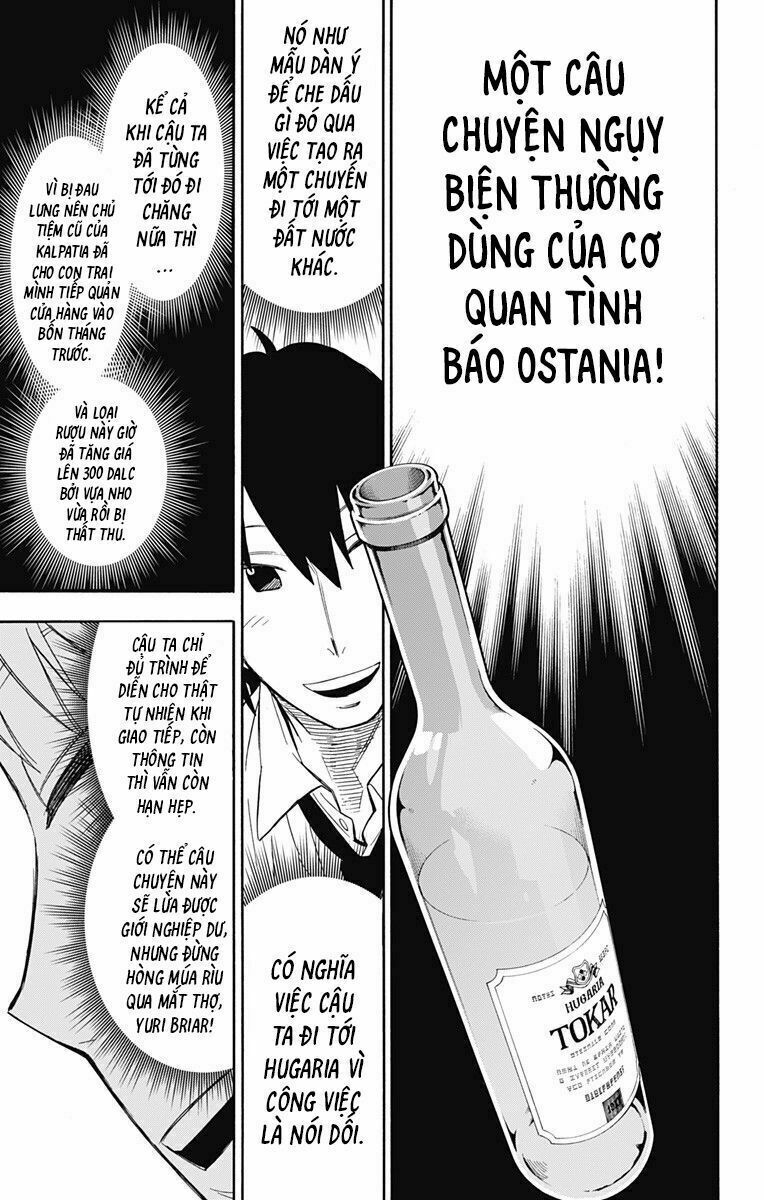 MỘT CÂU
CHUYỆN NGỤY
BIỆN THƯỜNG
DÙNG CỦA CƠ
QUAN TÌNH
BÁO OSTANIA!
NÓ NHƯ
MẪU DÀN Ý
ĐỂ CHE DẤU
GÌ ĐÓ QUA
VIỆC TẠO RA
MỘT CHUYẾN
ĐI TỚI MỘT
ĐẤT NƯỚC
KHÁC.
KỂ CẢ
KHI CẬU TA
ĐÃ TỪNG
TỚI ĐÓ ĐI
CHĂNG
NỮA THÌ
...
VÌ BỊ ĐAU
LƯNG NÊN CHỦ
TIỆM CŨ CỦA
KALPATIA ĐÃ
CHO CON TRAI
MÌNH TIẾP QUẢN
CỬA HÀNG VÀO
BỐN THÁNG
TRƯỚC.
VÀ LOẠI
RƯỢU NÀY GIỜ
ĐÃ TĂNG GIÁ
LÊN 300 DALC
BỞI VỰA NHO
VỪA RỒI BỊ
THẤT THU.
HUGARIA
TOKAR
CÓ NGHĨA
VIỆC CẬU
TA ĐI TỚI
HUGARIA VÌ
CÔNG VIỆC
LÀ NÓI DỐI.
CẬU TA CHỈ
ĐỦ TRÌNH ĐỂ
DIỄN CHO THẬT
TỰ NHIÊN KHI
GIAO TIẾP, CÒN
THÔNG TIN
THÌ VẪN CÒN
HẠN HẸP.
CÓ THỂ CÂU
CHUYỆN NÀY
SẼ LỪA ĐƯỢC
GIỚI NGHIỆP DƯ,
NHƯNG ĐỪNG
HÒNG MÚA RÌU
QUA MẮT THỢ,
YURI BRIAR!